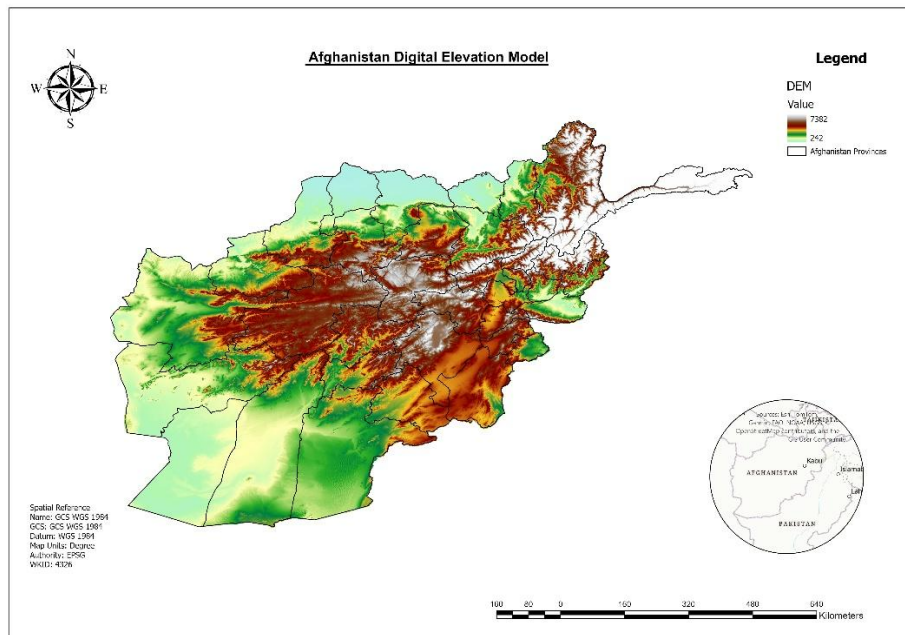 Afghanistan Digital Elevation Model
N
W
E
S
Legend
DEM
Value
7382
242
Afghanistan Provinces
AFGHANISTAN
Islamab
PAKISTAN
Spatial Reference
Name: GCS WGS 1984
GCS: GCS WGS 1984
Datum: WGS 1984
Map Units: Degree
Authority: EPSG
WKID: 4326
160 80 0 160 320 480 640
Kilometers